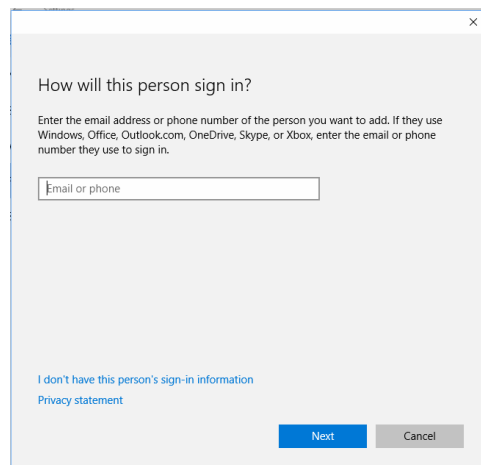 How will this person sign in?
Enter the email address or phone number of the person you want to add. If they use
Windows, Office, Outlook.com, OneDrive, Skype, or Xbox, enter the email or phone
number they use to sign in.
Email or phone
I don't have this person's sign-in information
Privacy statement
Next
Cancel